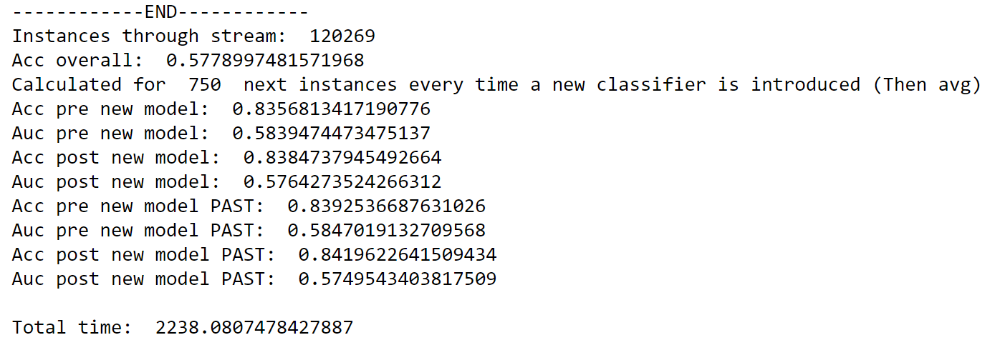 ------------END------------
Instances through stream:  120269
Acc overall:  0.5778997481571968
Calculated for  750  next instances every time a new classifier is introduced (Then avg)
Acc pre new model:  0.8356813417190776
Auc pre new model:  0.5839474473475137
Acc post new model:  0.8384737945492664
Auc post new model:  0.5764273524266312
Acc pre new model PAST:  0.8392536687631026
Auc pre new model PAST:  0.5847019132709568
Acc post new model PAST:  0.8419622641509434
Auc post new model PAST:  0.5749543403817509
Total time:  2238.0807478427887